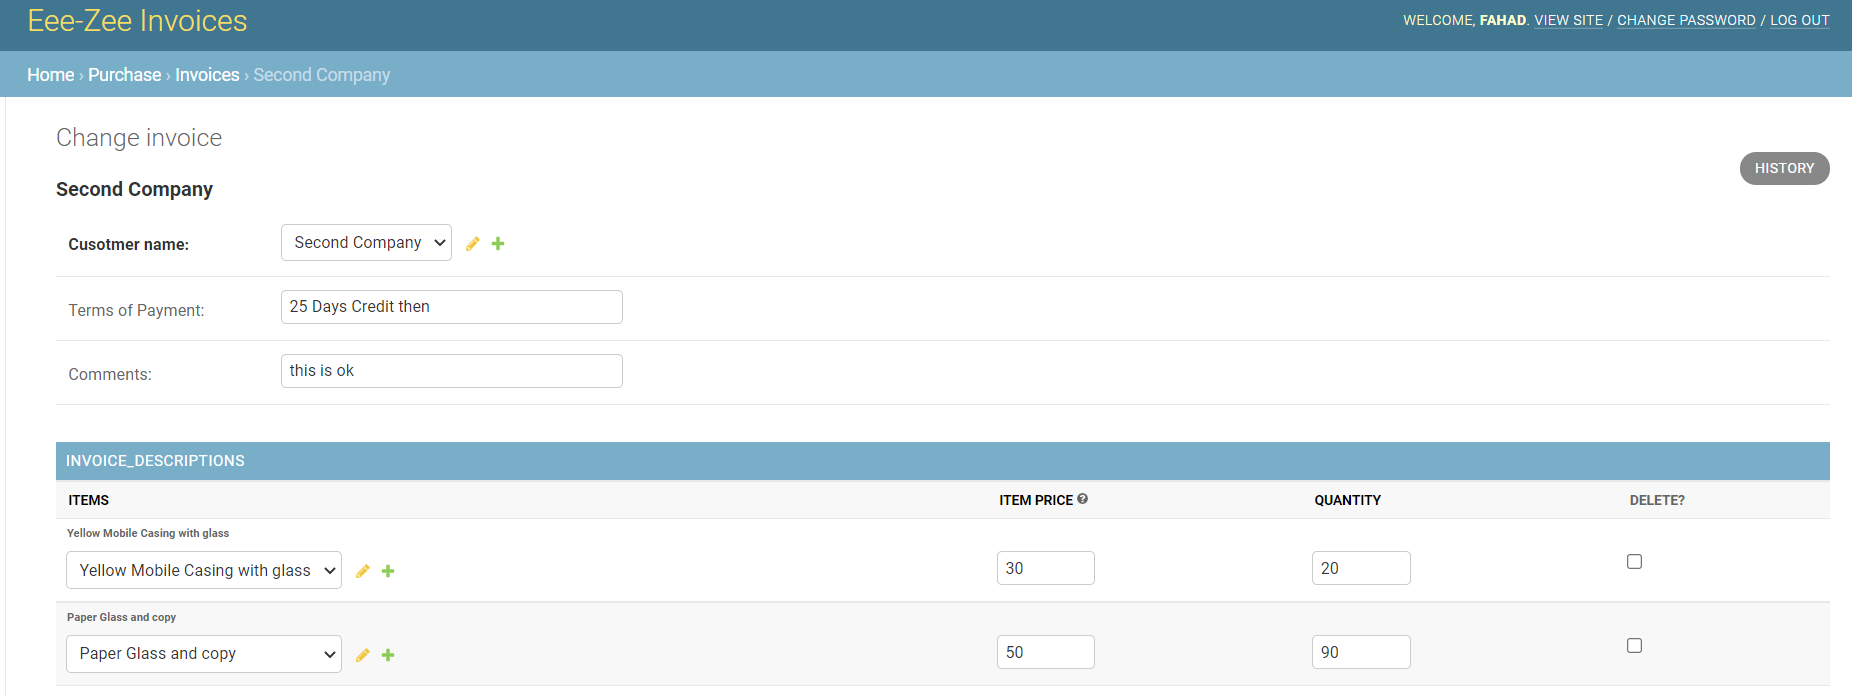 Eee-Zee Invoices
WELCOME, FAHAD. VIEW SITE / CHANGE PASSWORD / LOG OUT
Home › Purchase › Invoices › Second Company
Change invoice
HISTORY
Second Company
Cusotmer name: Second Company
Terms of Payment: 25 Days Credit then
Comments: this is ok
INVOICE_DESCRIPTIONS
ITEMS ITEM PRICE ? QUANTITY DELETE?
Yellow Mobile Casing with glass
Yellow Mobile Casing with glass 30 20
Paper Glass and copy
Paper Glass and copy 50 90